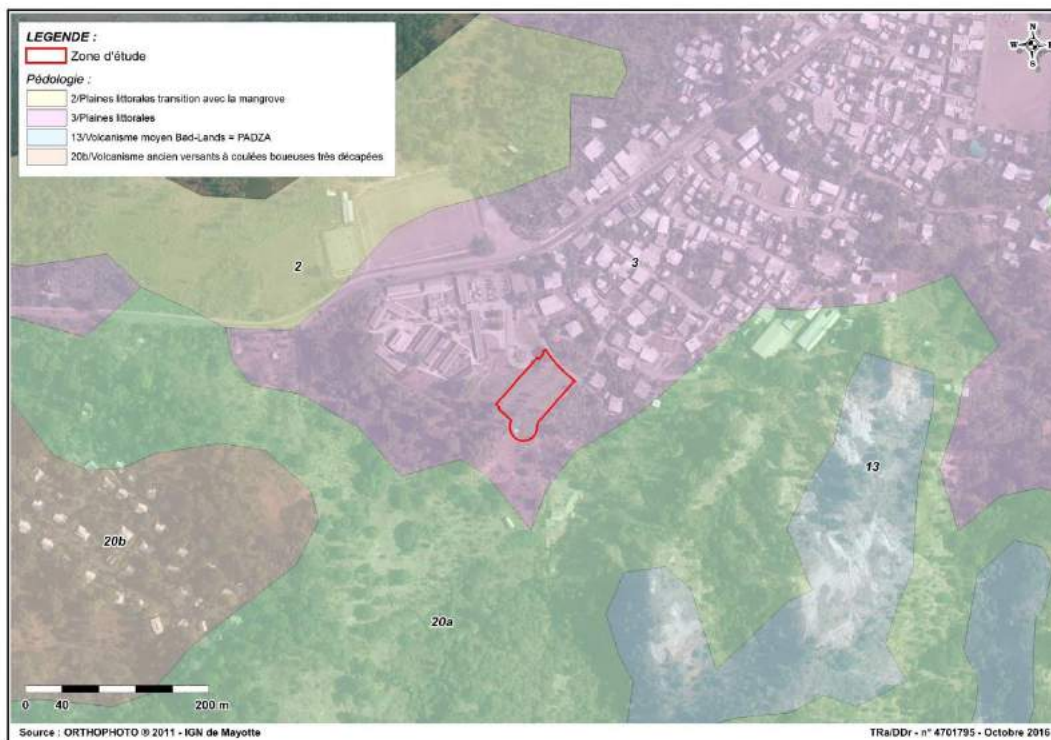 LEGENDE :
Zone d'étude
Pédologie :
2/Plaines littorales transition avec la mangrove
3/Plaines littorales
13/Volcanisme moyen Bad-Lands = PADZA
20b/Volcanisme ancien versants à coulées boueuses très décapées
N
W E
S
2
3
13
20b
20a
0 40 200 m
Source : ORTHOPHOTO ® 2011 - IGN de Mayotte
TRa/DDr - n° 4701795 - Octobre 2016